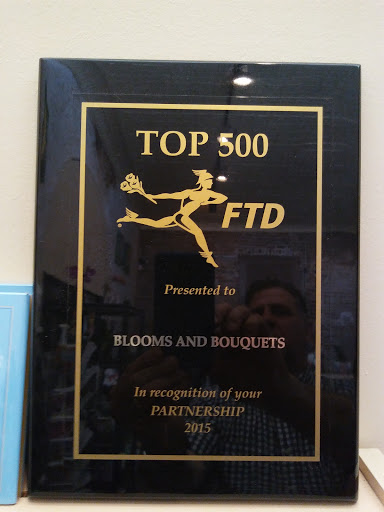 TOP 500
FTD
Presented to
BLOOMS AND BOUQUETS
In recognition of your
PARTNERSHIP
2015